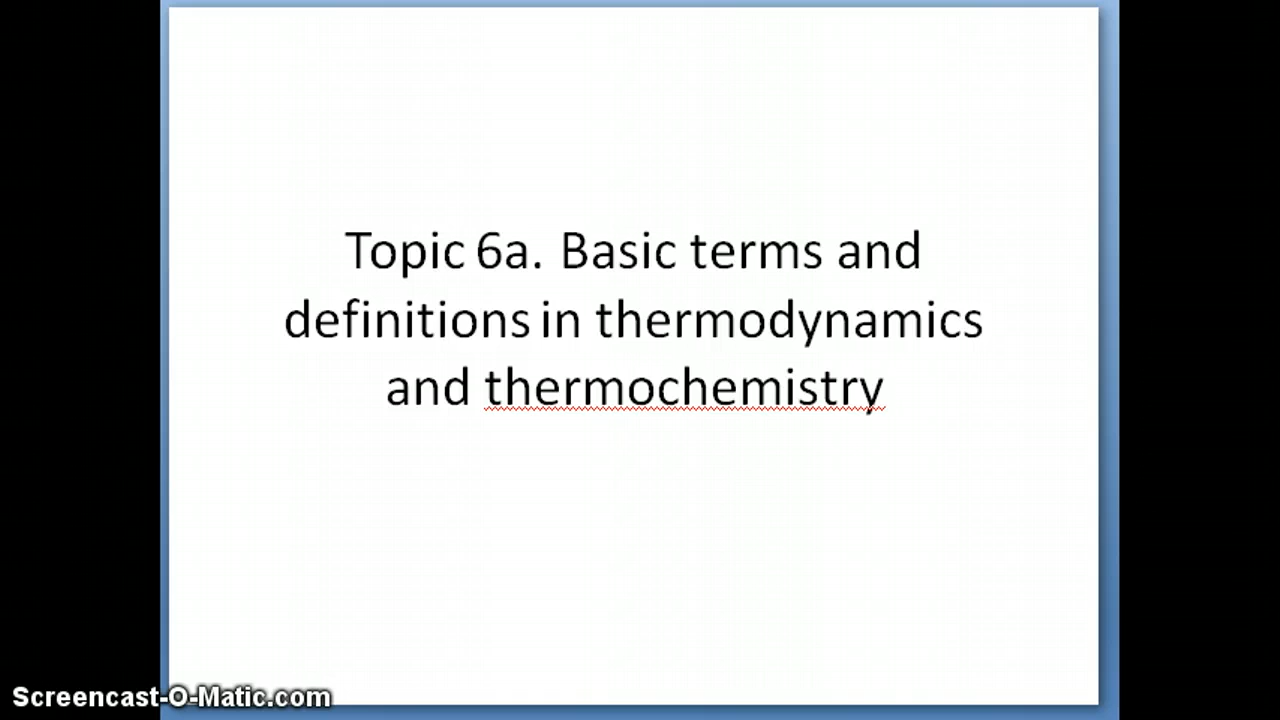 Topic 6a. Basic terms and
definitions in thermodynamics
and thermochemistry
Screencast-O-Matic.com